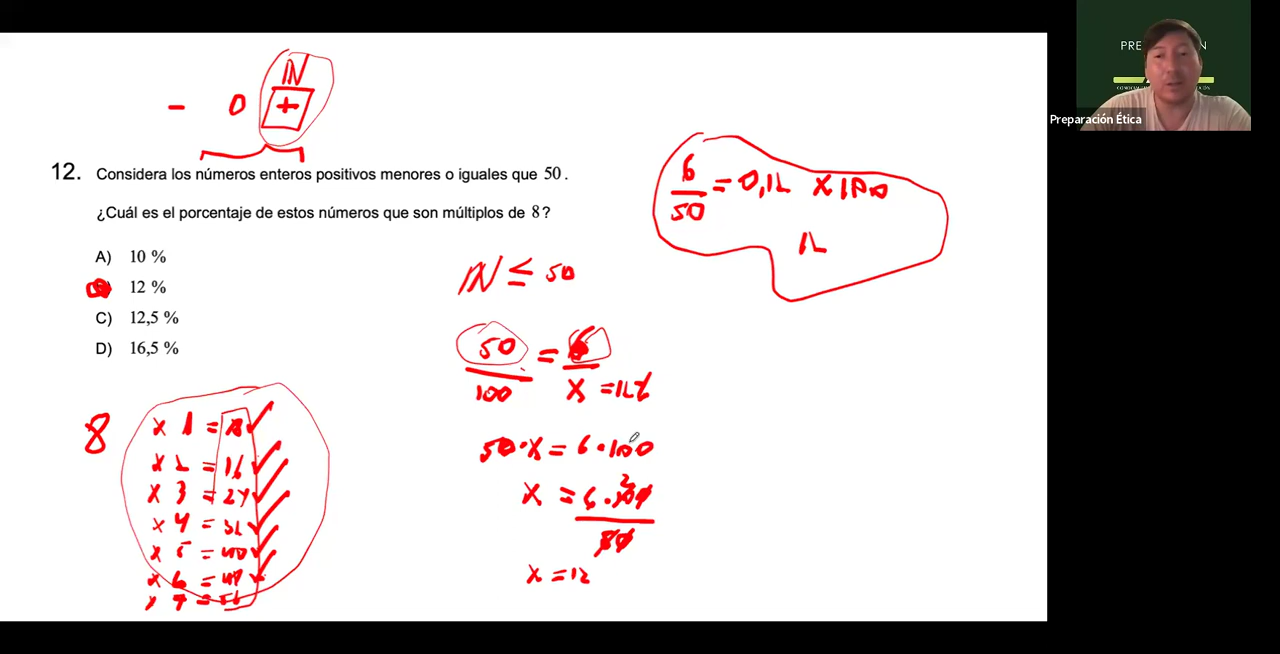 PRE N
Preparación Ética
IN
- 0 +
12. Considera los números enteros positivos menores o iguales que 50.
¿Cuál es el porcentaje de estos números que son múltiplos de 8?
A) 10 %
12 %
C) 12,5 %
D) 16,5 %
6/50 = 0,12 x 100
12
IN ≤ 50
50/100 = 6/x = 12%
50·x = 6·100
x = 6·100/50
x = 12
8
x 1 = 8
x 2 = 16
x 3 = 24
x 4 = 32
x 5 = 40
x 6 = 48
x 7 = 56